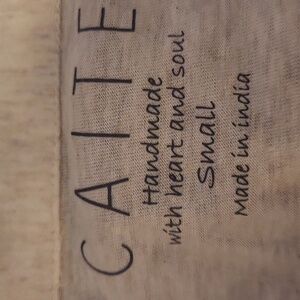 CAITE
Handmade
with heart and soul
Small
Made in india